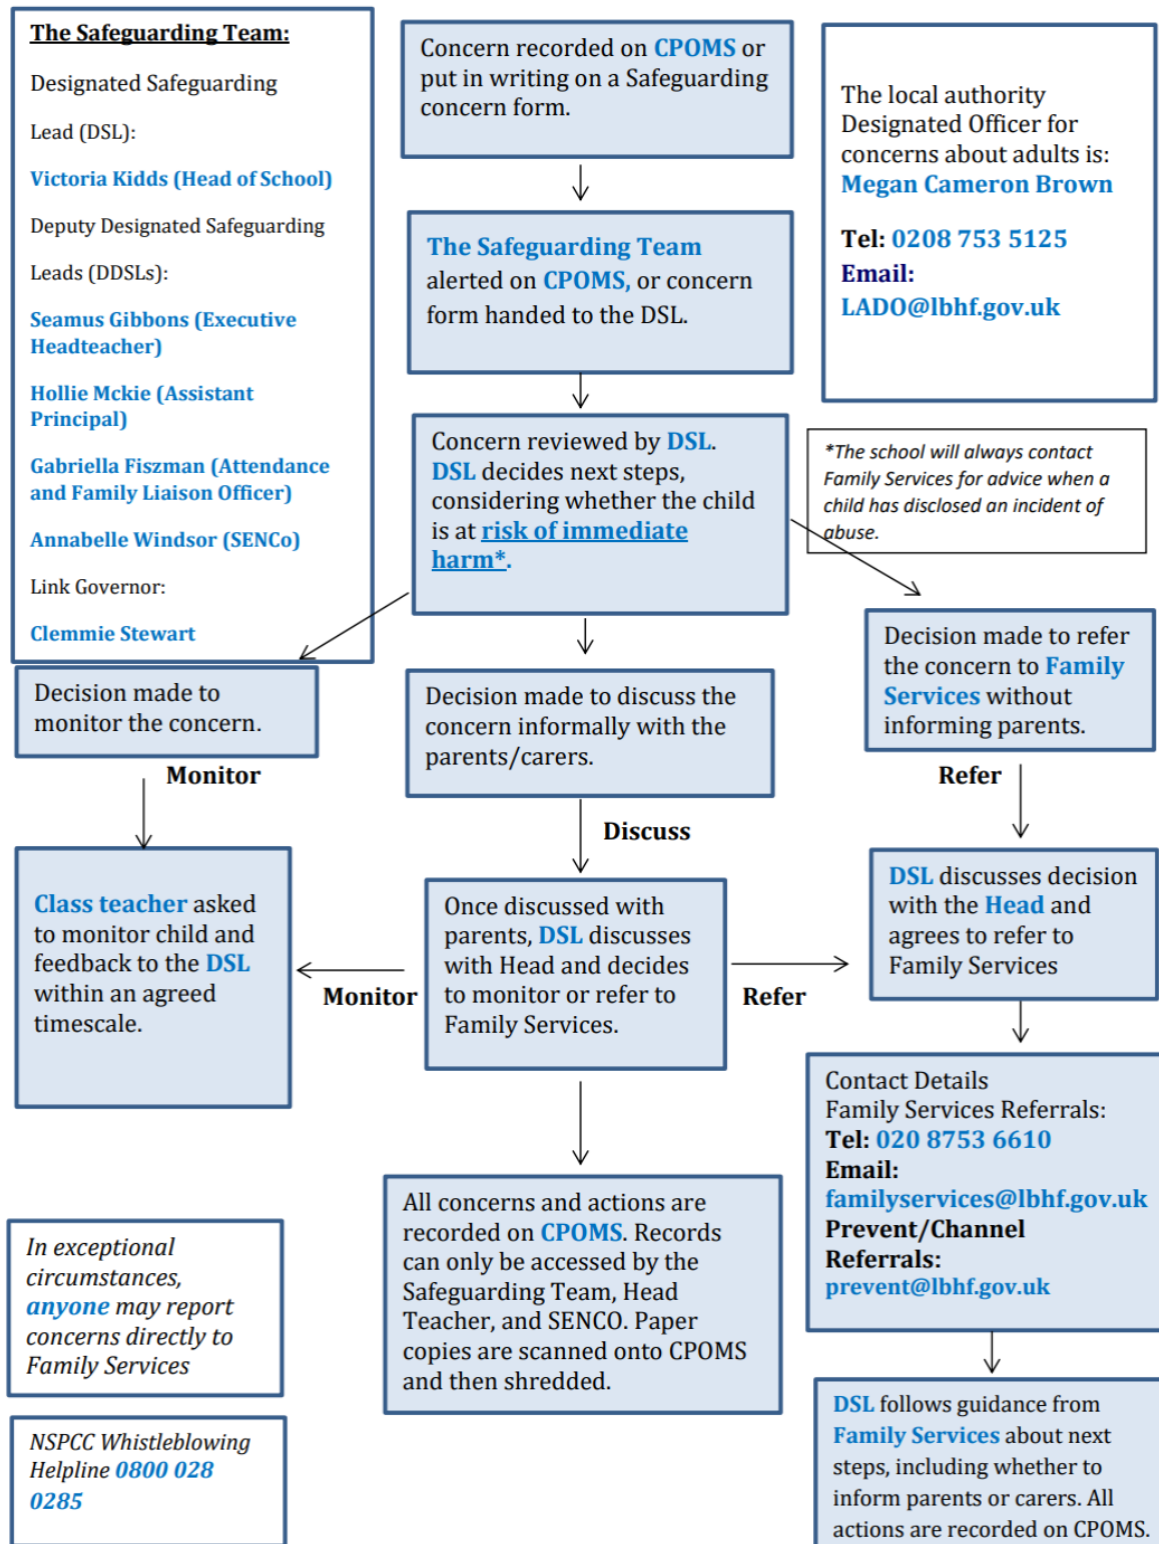 The Safeguarding Team:
Designated Safeguarding
Lead (DSL):
Victoria Kidds (Head of School)
Deputy Designated Safeguarding
Leads (DDSLs):
Seamus Gibbons (Executive
Headteacher)
Hollie Mckie (Assistant
Principal)
Gabriella Fiszman (Attendance
and Family Liaison Officer)
Annabelle Windsor (SENCo)
Link Governor:
Clemmie Stewart
Concern recorded on CPOMS or
put in writing on a Safeguarding
concern form.
The local authority
Designated Officer for
concerns about adults is:
Megan Cameron Brown
Tel: 0208 753 5125
Email:
LADO@lbhf.gov.uk
The Safeguarding Team
alerted on CPOMS, or concern
form handed to the DSL.
Concern reviewed by DSL.
DSL decides next steps,
considering whether the child
is at risk of immediate
harm*.
*The school will always contact
Family Services for advice when a
child has disclosed an incident of
abuse.
Decision made to
monitor the concern.
Decision made to discuss the
concern informally with the
parents/carers.
Decision made to refer
the concern to Family
Services without
informing parents.
Monitor
Discuss
Refer
Class teacher asked
to monitor child and
feedback to the DSL
within an agreed
timescale.
Monitor
Once discussed with
parents, DSL discusses
with Head and decides
to monitor or refer to
Family Services.
Refer
DSL discusses decision
with the Head and
agrees to refer to
Family Services
Contact Details
Family Services Referrals:
Tel: 020 8753 6610
Email:
familyservices@lbhf.gov.uk
Prevent/Channel
Referrals:
prevent@lbhf.gov.uk
All concerns and actions are
recorded on CPOMS. Records
can only be accessed by the
Safeguarding Team, Head
Teacher, and SENCO. Paper
copies are scanned onto CPOMS
and then shredded.
In exceptional
circumstances,
anyone may report
concerns directly to
Family Services
NSPCC Whistleblowing
Helpline 0800 028
0285
DSL follows guidance from
Family Services about next
steps, including whether to
inform parents or carers. All
actions are recorded on CPOMS.